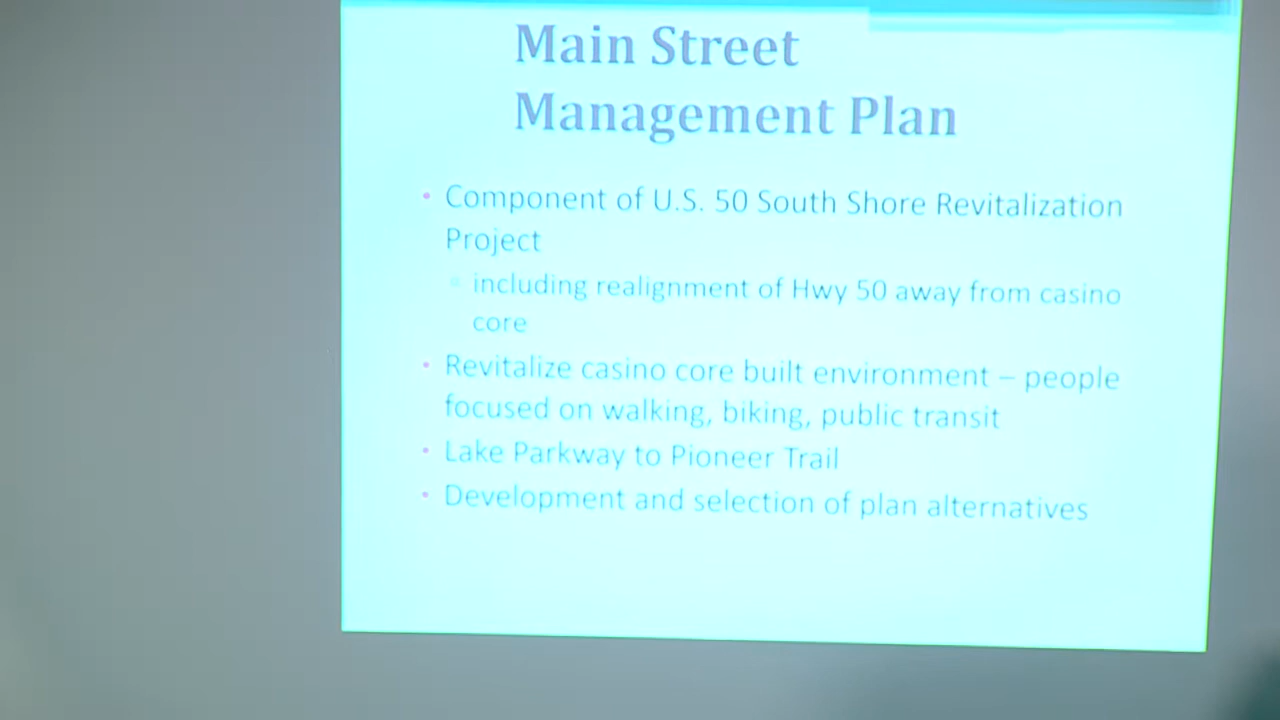 Main Street
Management Plan
• Component of U.S. 50 South Shore Revitalization
Project
▫ including realignment of Hwy 50 away from casino
core
• Revitalize casino core built environment – people
focused on walking, biking, public transit
• Lake Parkway to Pioneer Trail
• Development and selection of plan alternatives